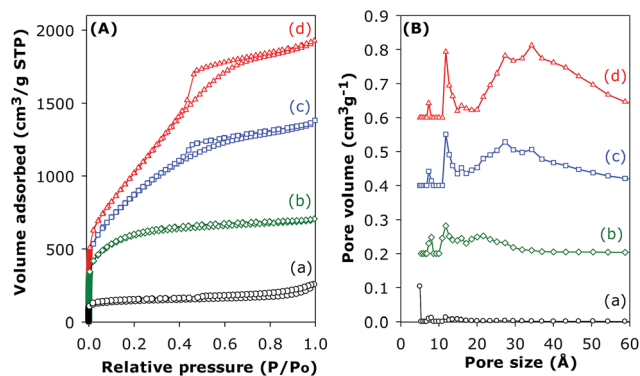 (A)
(d)
(c)
(b)
(a)
2000
1500
1000
500
0
0.0 0.2 0.4 0.6 0.8 1.0
Relative pressure (P/Po)
Volume adsorbed (cm³/g STP)
(B)
(d)
(c)
(b)
(a)
0.9
0.8
0.7
0.6
0.5
0.4
0.3
0.2
0.1
0.0
0 10 20 30 40 50 60
Pore size (Å)
Pore volume (cm³g-1)